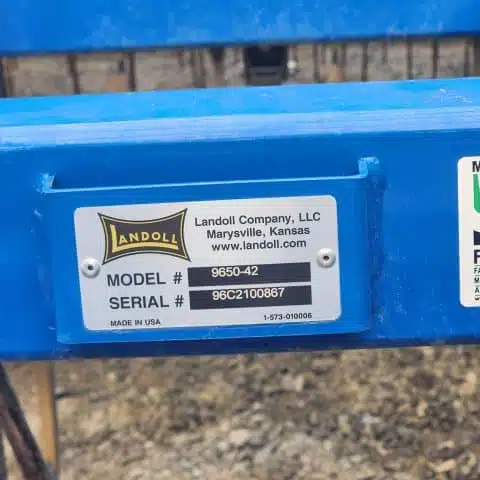 LANDOLL
Landoll Company, LLC
Marysville, Kansas
www.landoll.com
MODEL # 9650-42
SERIAL # 96C2100867
MADE IN USA
1-573-010006